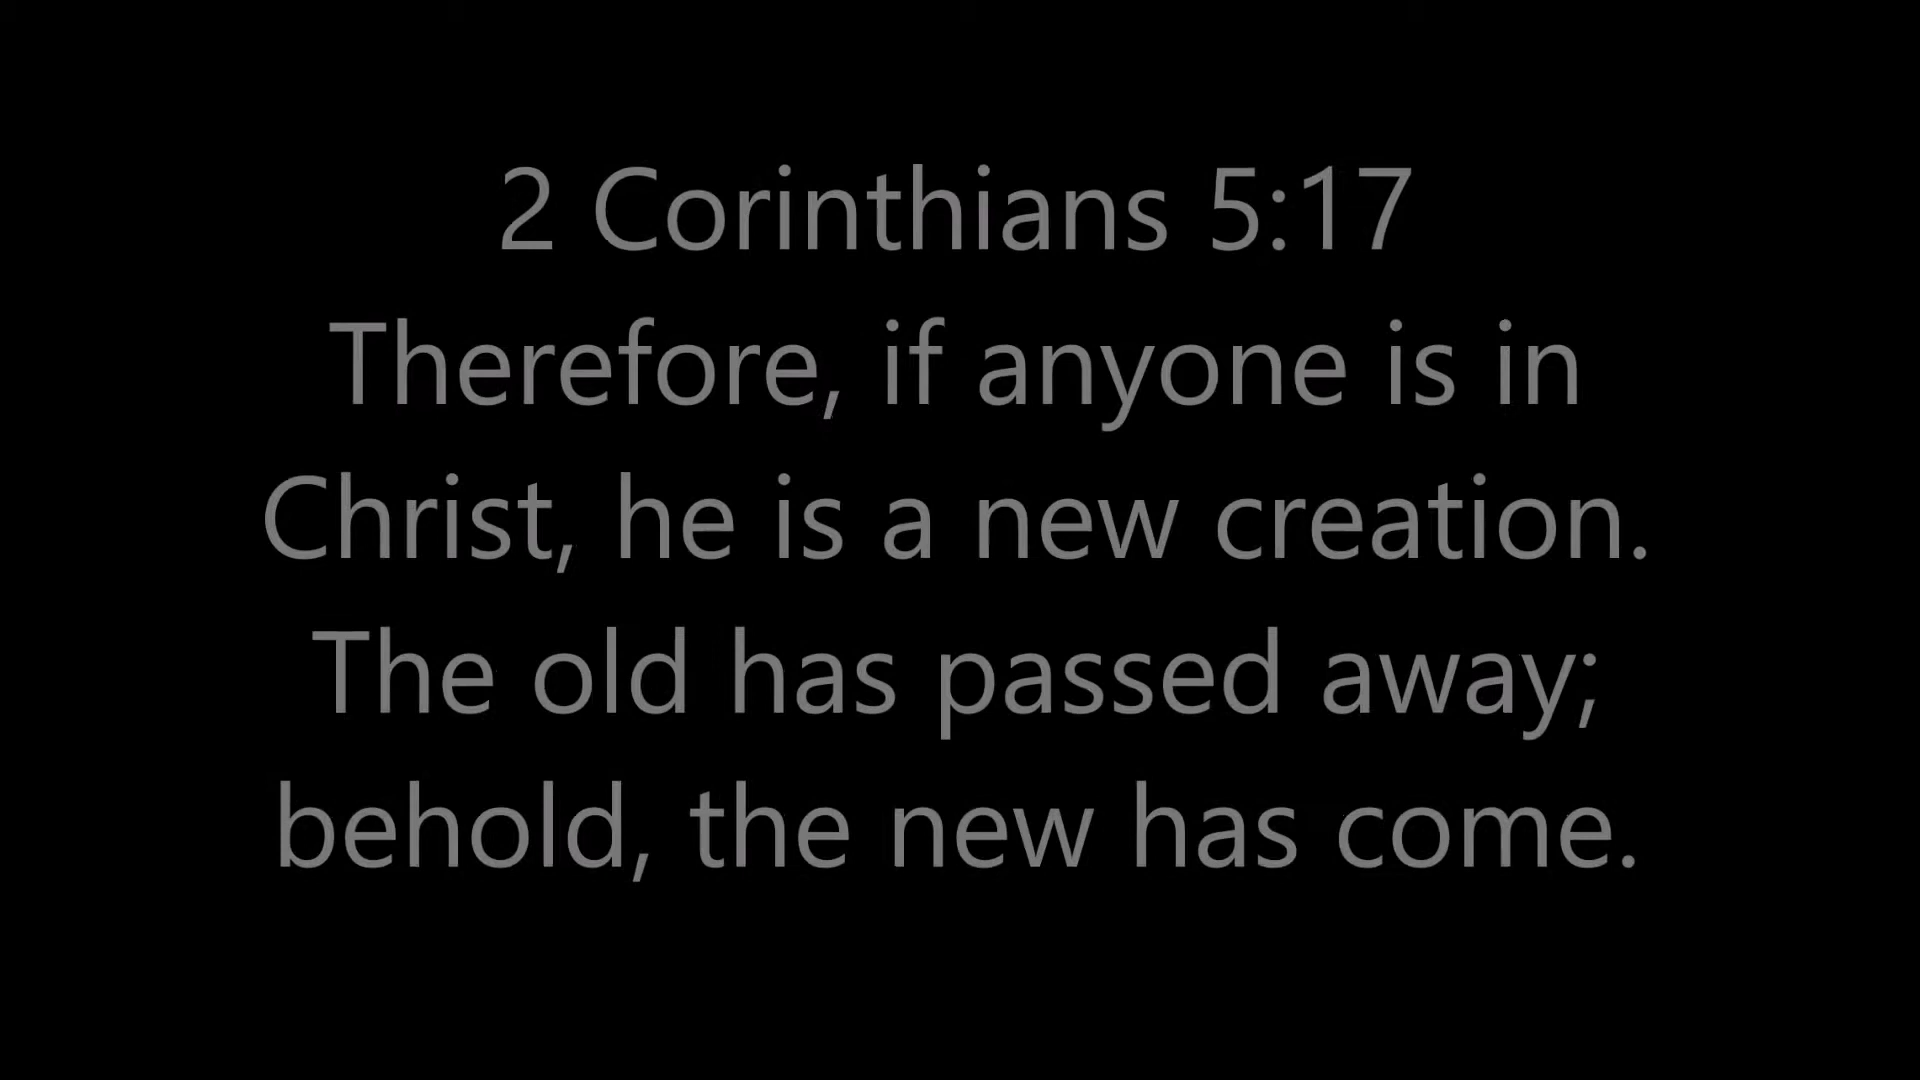 2 Corinthians 5:17
Therefore, if anyone is in
Christ, he is a new creation.
The old has passed away;
behold, the new has come.